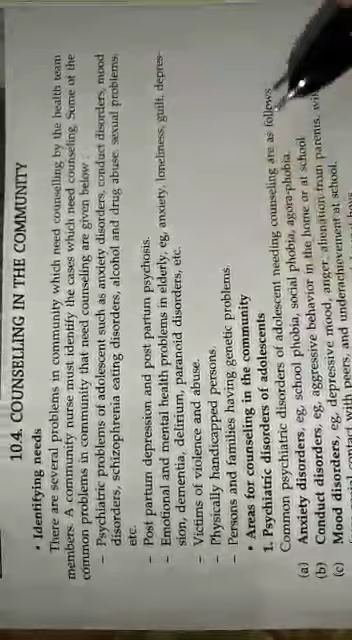 10.4. COUNSELLING IN THE COMMUNITY
• Identifying needs
There are several problems in community which need counselling by the health team
members. A community nurse must identify the cases which need counseling. Some of the
common problems in community that need counseling are given below :
– Psychiatric problems of adolescent such as anxiety disorders, conduct disorders, mood
disorders, schizophrenia eating disorders, alcohol and drug abuse, sexual problems.
etc.
– Post partum depression and post partum psychosis.
– Emotional and mental health problems in elderly, eg, anxiety, loneliness, guilt, depres-
sion, dementia, delirium, paranoid disorders, etc.
– Victims of violence and abuse.
– Physically handicapped persons.
– Persons and families having genetic problems.
• Areas for counseling in the community
1. Psychiatric disorders of adolescents
Common psychiatric disorders of adolescent needing counseling are as follows
(a) Anxiety disorders, eg, school phobia, social phobia, agora-phobia.
(b) Conduct disorders, eg, aggressive behavior in the home or at school
(c) Mood disorders, eg, depressive mood, anger, alienation from parents,
contact with peers, and underachievement at school.